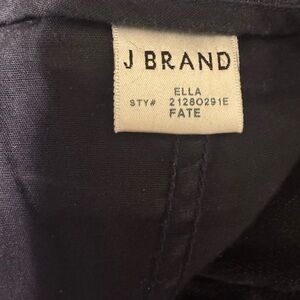 J BRAND
ELLA
STY# 21280291E
FATE